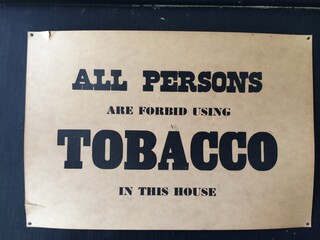 ALL PERSONS
ARE FORBID USING
TOBACCO
IN THIS HOUSE